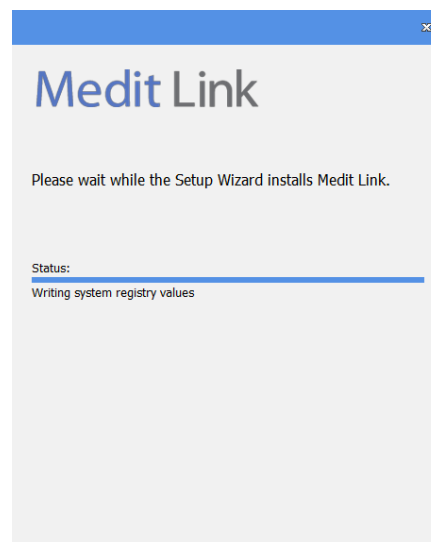 Medit Link
Please wait while the Setup Wizard installs Medit Link.
Status:
Writing system registry values